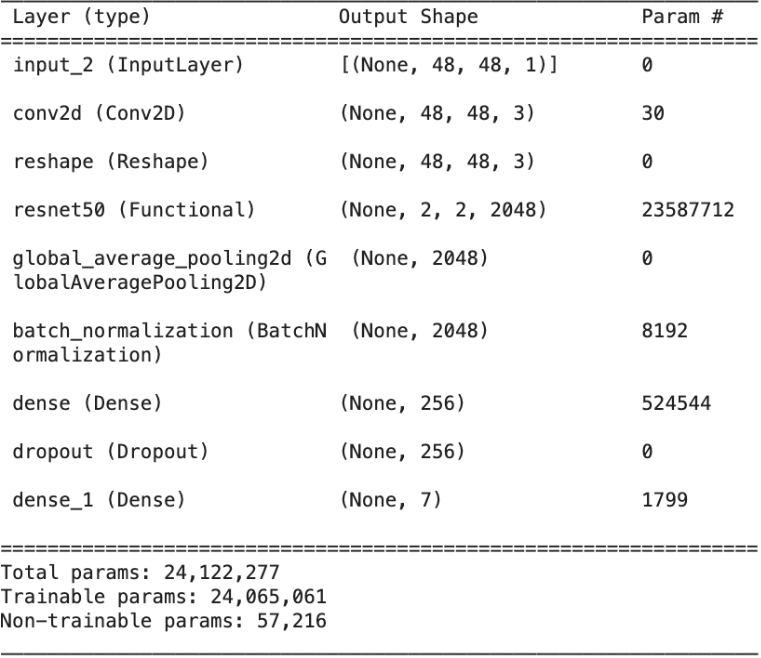 Layer (type) Output Shape Param #
=================================================================
input_2 (InputLayer) [(None, 48, 48, 1)] 0
conv2d (Conv2D) (None, 48, 48, 3) 30
reshape (Reshape) (None, 48, 48, 3) 0
resnet50 (Functional) (None, 2, 2, 2048) 23587712
global_average_pooling2d (G (None, 2048) 0
lobalAveragePooling2D)
batch_normalization (BatchN (None, 2048) 8192
ormalization)
dense (Dense) (None, 256) 524544
dropout (Dropout) (None, 256) 0
dense_1 (Dense) (None, 7) 1799
=================================================================
Total params: 24,122,277
Trainable params: 24,065,061
Non-trainable params: 57,216